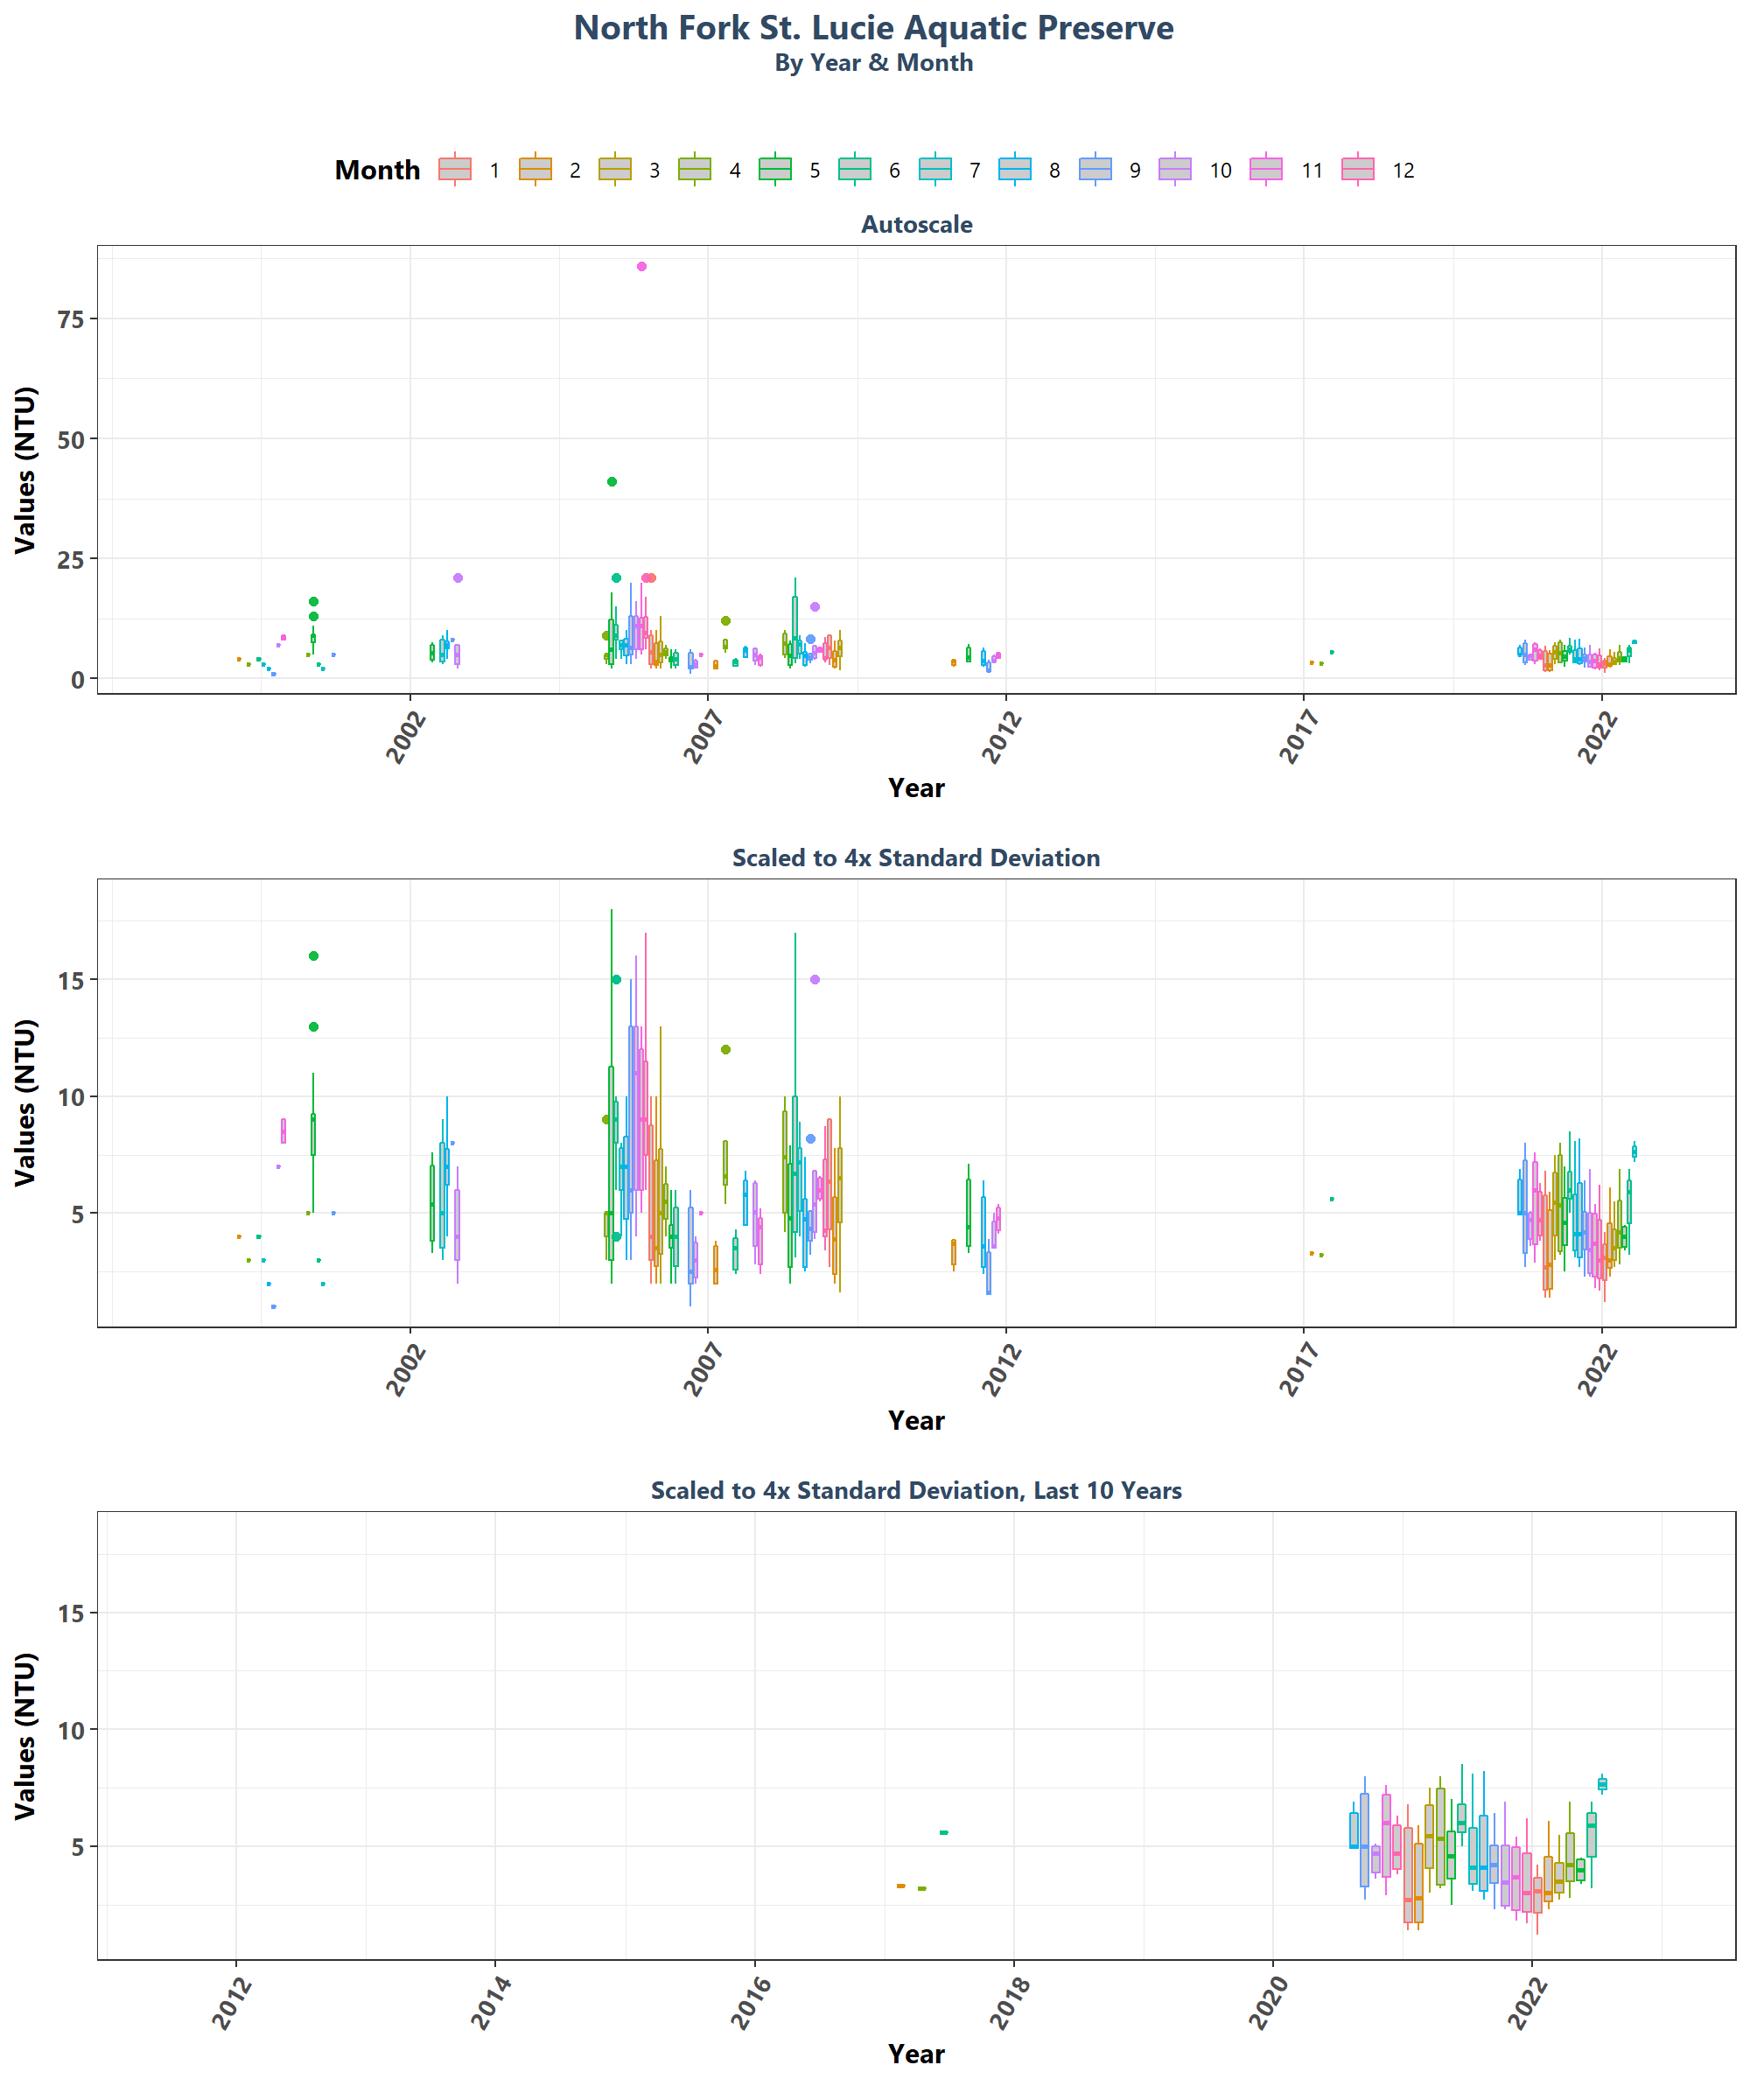 North Fork St. Lucie Aquatic Preserve
By Year & Month
Month 1 2 3 4 5 6 7 8 9 10 11 12
Autoscale
Values (NTU)
75
50
25
0
2002 2007 2012 2017 2022
Year
Scaled to 4x Standard Deviation
Values (NTU)
15
10
5
2002 2007 2012 2017 2022
Year
Scaled to 4x Standard Deviation, Last 10 Years
Values (NTU)
15
10
5
2012 2014 2016 2018 2020 2022
Year